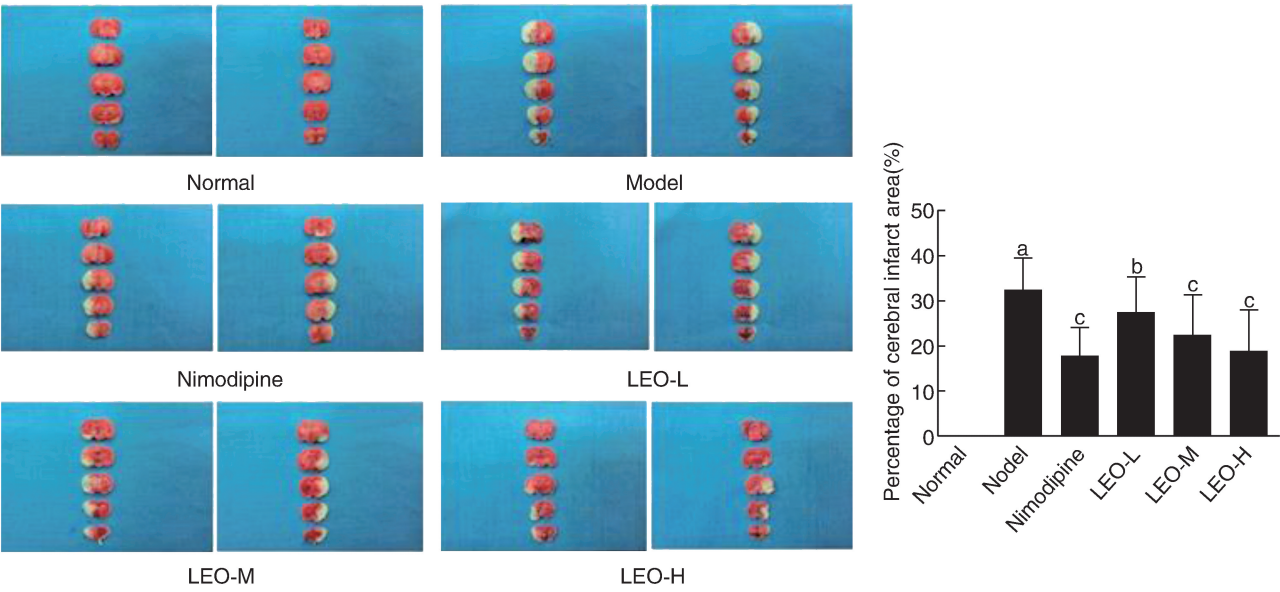 Normal
Model
Nimodipine
LEO-L
LEO-M
LEO-H
Percentage of cerebral infarct area(%)
50
40
30
20
10
0
a
c
b
c
c
Normal
Nodel
Nimodipine
LEO-L
LEO-M
LEO-H